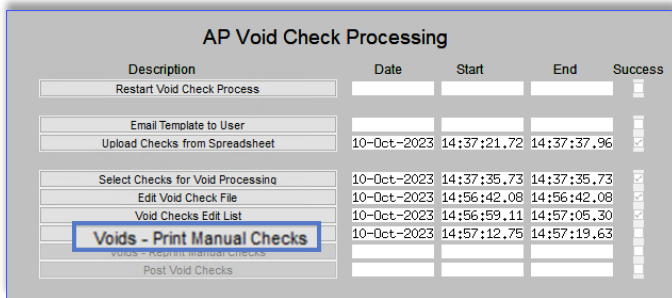 AP Void Check Processing
Description Date Start End Success
Restart Void Check Process
Email Template to User
Upload Checks from Spreadsheet 10-Oct-2023 14:37:21.72 14:37:37.96
Select Checks for Void Processing 10-Oct-2023 14:37:35.73 14:37:35.73
Edit Void Check File 10-Oct-2023 14:56:42.08 14:56:42.08
Void Checks Edit List 10-Oct-2023 14:56:59.11 14:57:05.30
Voids - Print Manual Checks 10-Oct-2023 14:57:12.75 14:57:19.63
Voids - Reprint Manual Checks
Post Void Checks